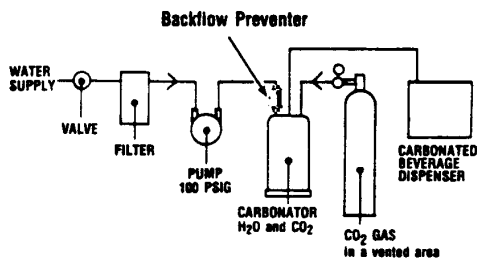 Backflow Preventer
WATER
SUPPLY
VALVE
FILTER
PUMP
100 PSIG
CARBONATOR
H₂O and CO₂
CO₂ GAS
in a vented area
CARBONATED
BEVERAGE
DISPENSER